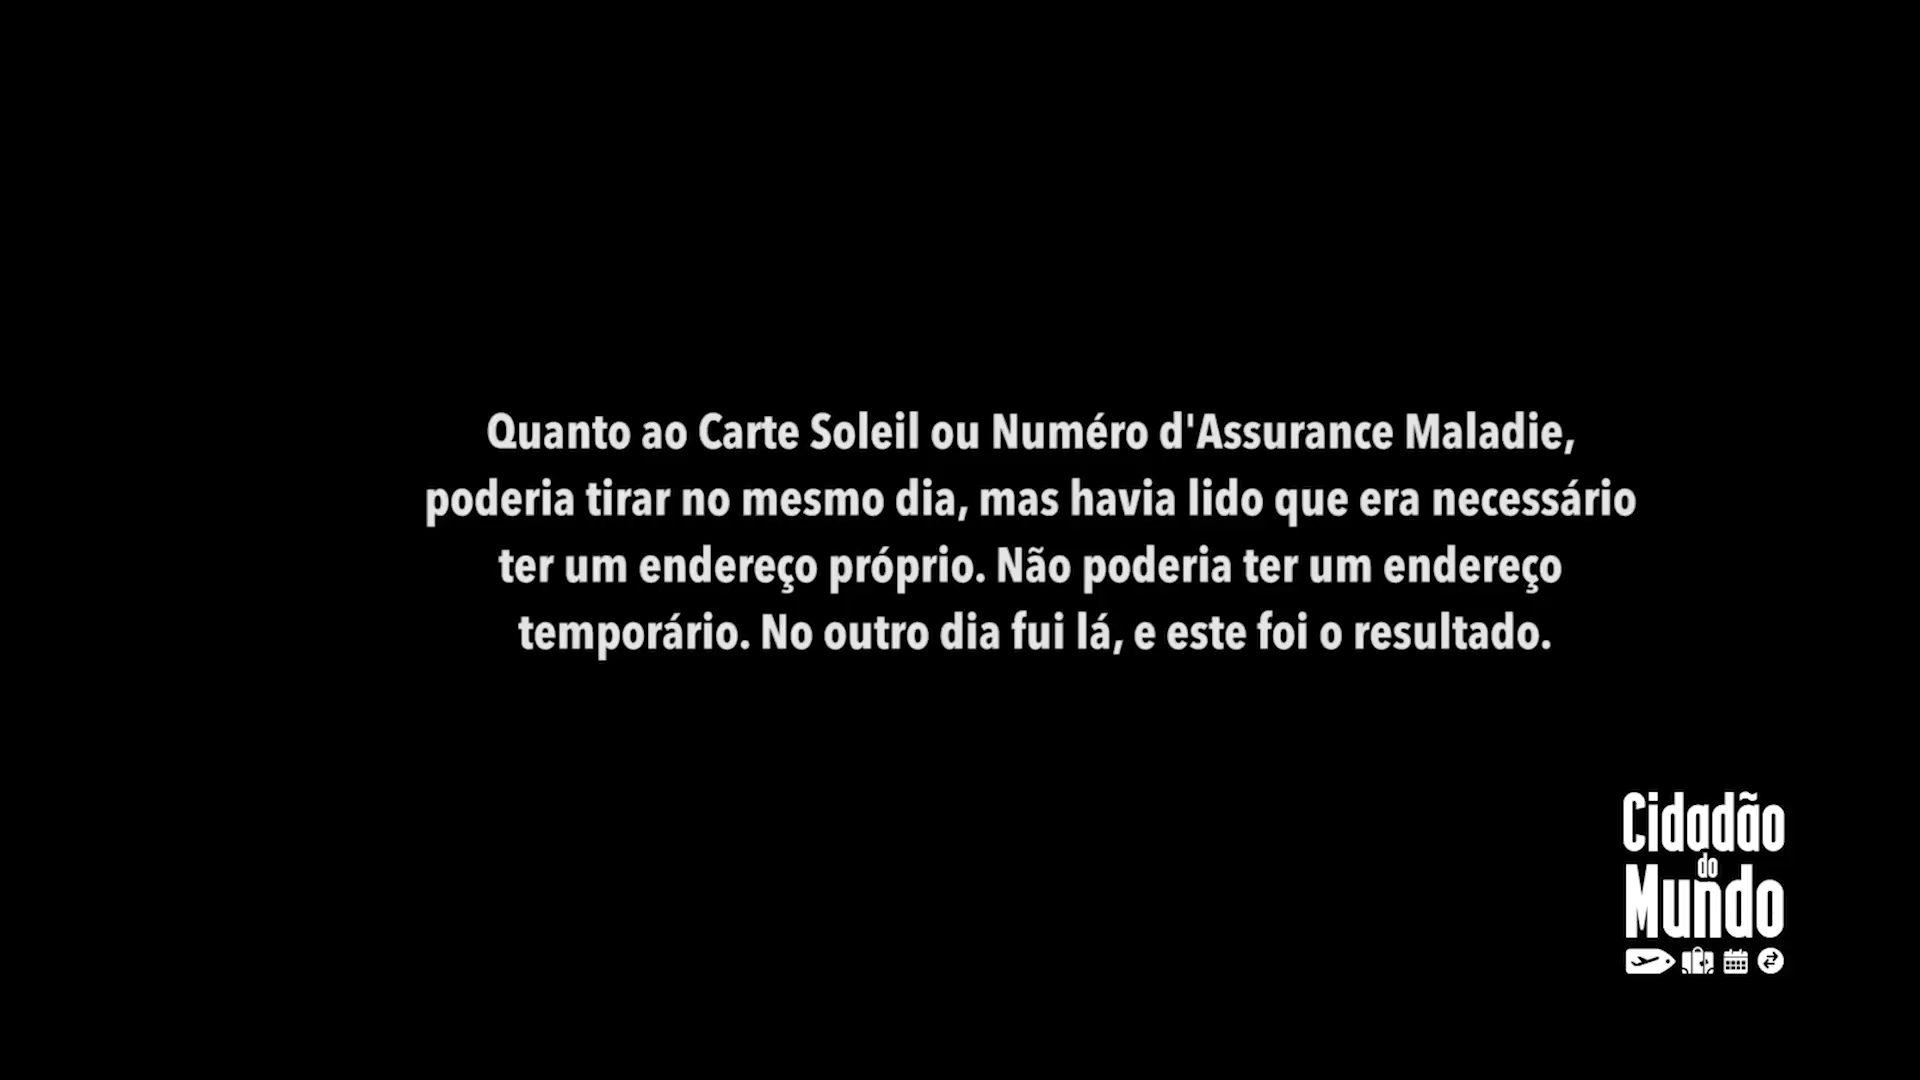 Quanto ao Carte Soleil ou Numéro d'Assurance Maladie,
poderia tirar no mesmo dia, mas havia lido que era necessário
ter um endereço próprio. Não poderia ter um endereço
temporário. No outro dia fui lá, e este foi o resultado.
Cidadão
do
Mundo